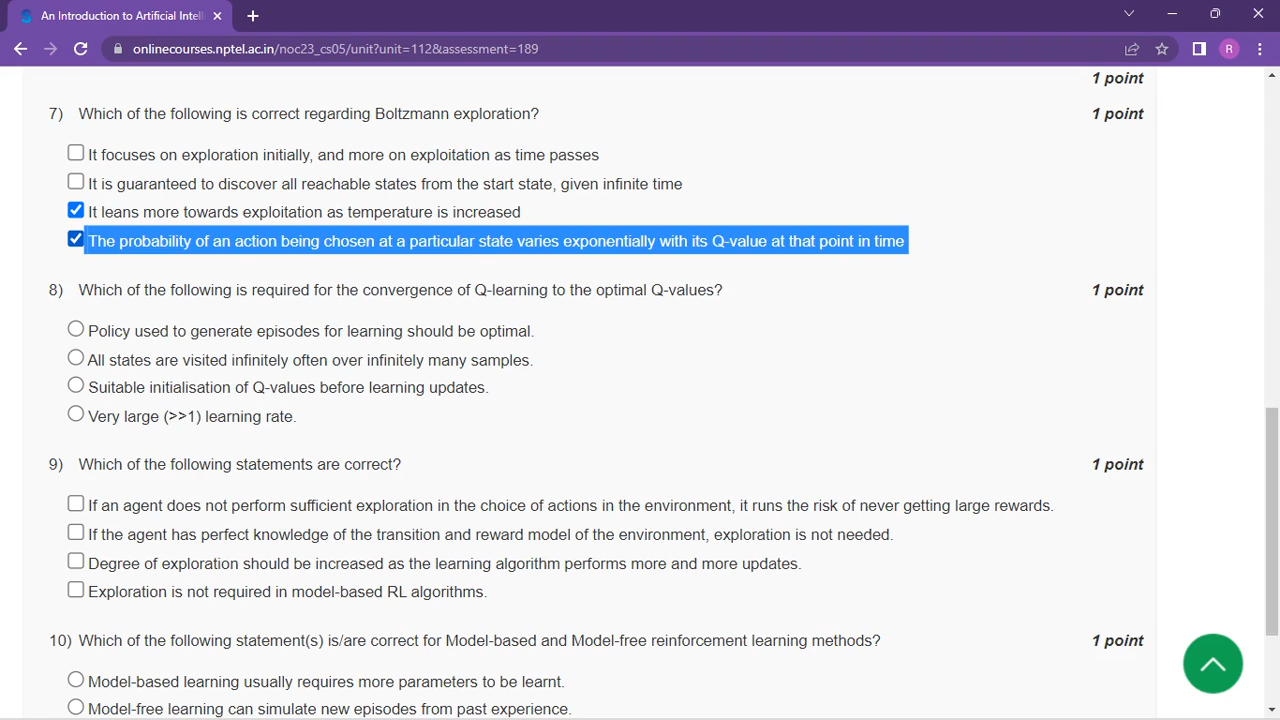 An Introduction to Artificial Intell
onlinecourses.nptel.ac.in/noc23_cs05/unit?unit=112&assessment=189
R
1 point
7) Which of the following is correct regarding Boltzmann exploration? 1 point
It focuses on exploration initially, and more on exploitation as time passes
It is guaranteed to discover all reachable states from the start state, given infinite time
It leans more towards exploitation as temperature is increased
The probability of an action being chosen at a particular state varies exponentially with its Q-value at that point in time
8) Which of the following is required for the convergence of Q-learning to the optimal Q-values? 1 point
Policy used to generate episodes for learning should be optimal.
All states are visited infinitely often over infinitely many samples.
Suitable initialisation of Q-values before learning updates.
Very large (>>1) learning rate.
9) Which of the following statements are correct? 1 point
If an agent does not perform sufficient exploration in the choice of actions in the environment, it runs the risk of never getting large rewards.
If the agent has perfect knowledge of the transition and reward model of the environment, exploration is not needed.
Degree of exploration should be increased as the learning algorithm performs more and more updates.
Exploration is not required in model-based RL algorithms.
10) Which of the following statement(s) is/are correct for Model-based and Model-free reinforcement learning methods? 1 point
Model-based learning usually requires more parameters to be learnt.
Model-free learning can simulate new episodes from past experience.